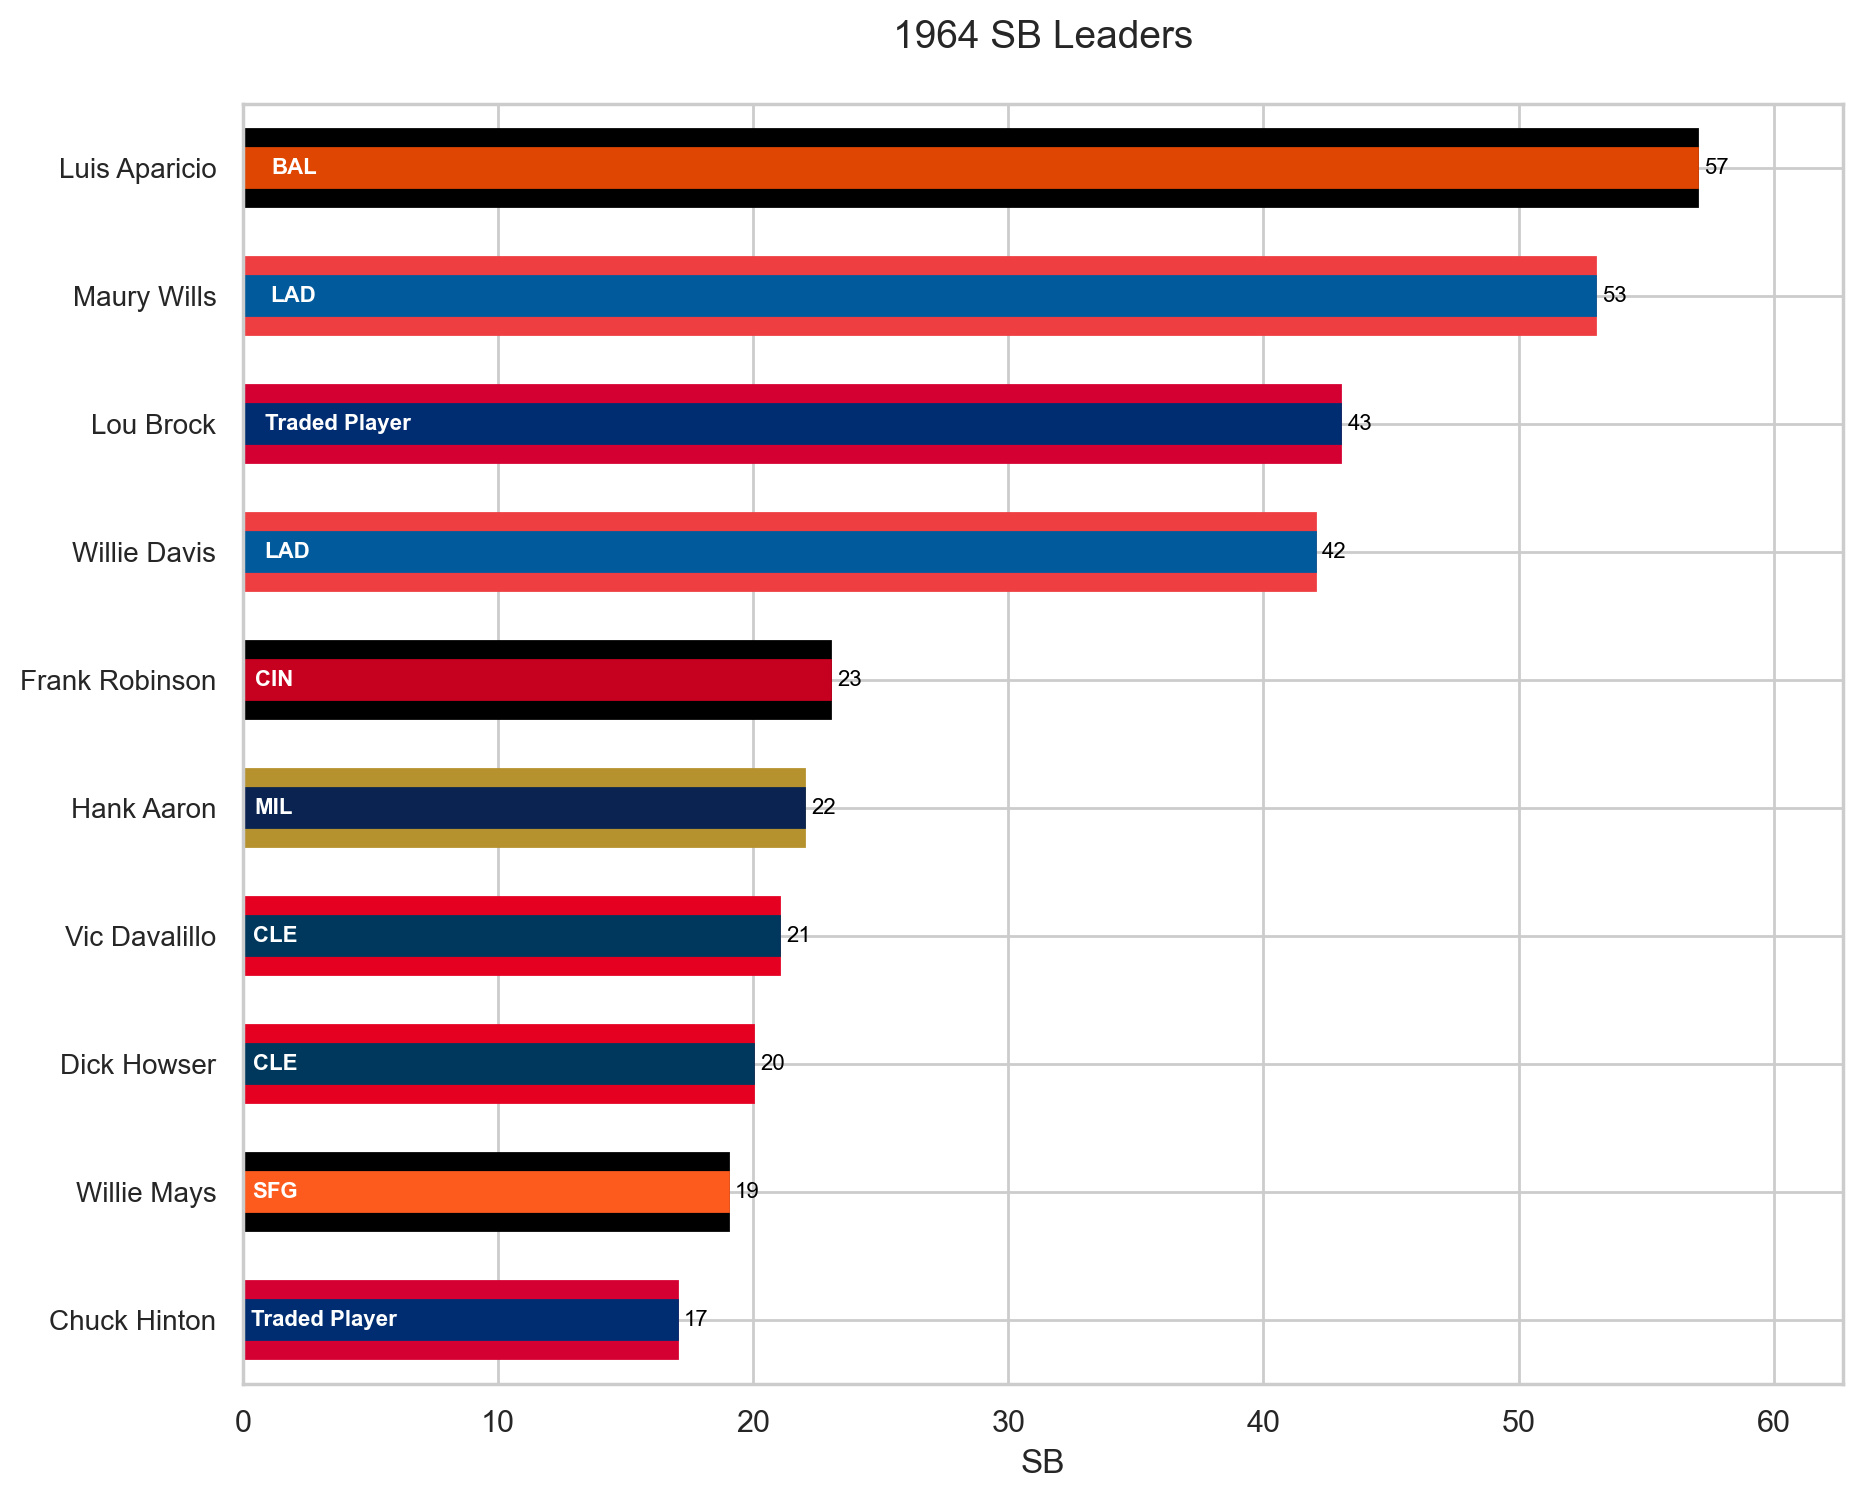 1964 SB Leaders
Luis Aparicio BAL 57
Maury Wills LAD 53
Lou Brock Traded Player 43
Willie Davis LAD 42
Frank Robinson CIN 23
Hank Aaron MIL 22
Vic Davalillo CLE 21
Dick Howser CLE 20
Willie Mays SFG 19
Chuck Hinton Traded Player 17
0 10 20 30 40 50 60
SB